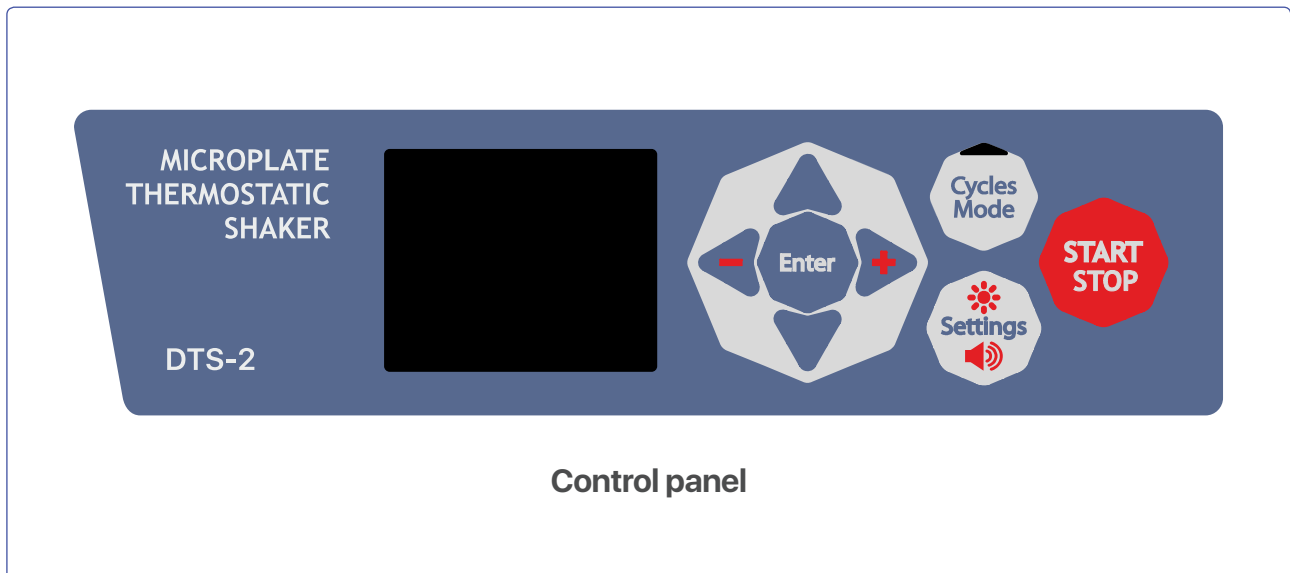 MICROPLATE
THERMOSTATIC
SHAKER
DTS-2
Enter
Cycles
Mode
Settings
START
STOP
Control panel